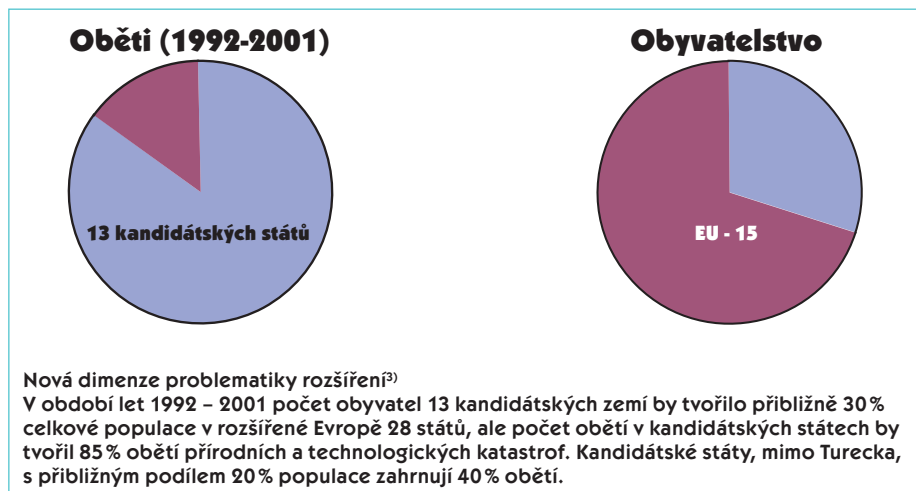 Oběti (1992-2001)
Obyvatelstvo
13 kandidátských států
EU - 15
Nová dimenze problematiky rozšíření³⁾
V období let 1992 – 2001 počet obyvatel 13 kandidátských zemí by tvořilo přibližně 30 %
celkové populace v rozšířené Evropě 28 států, ale počet obětí v kandidátských státech by
tvořil 85 % obětí přírodních a technologických katastrof. Kandidátské státy, mimo Turecka,
s přibližným podílem 20 % populace zahrnují 40 % obětí.